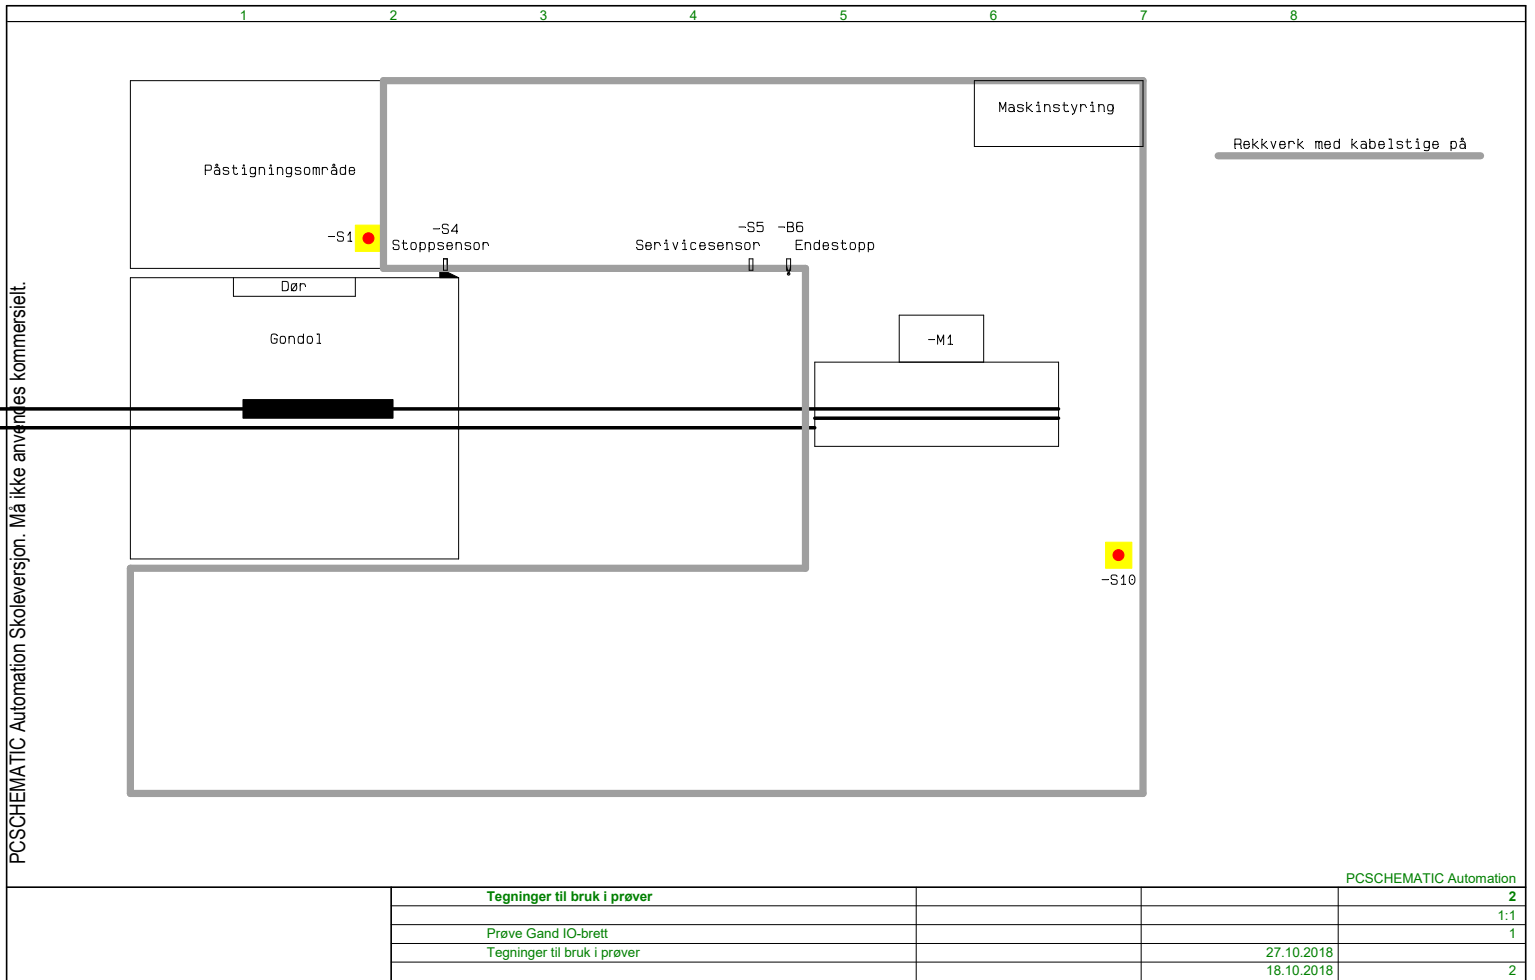 1 2 3 4 5 6 7 8
Maskinstyring
Rekkverk med kabelstige på
Påstigningsområde
-S1
-S4
Stoppsensor
-S5
Serivicesensor
-B6
Endestopp
Dør
Gondol
-M1
-S10
PCSCHEMATIC Automation Skoleversjon. Må ikke anvendes kommersielt.
PCSCHEMATIC Automation
Tegninger til bruk i prøver 2
1:1
Prøve Gand IO-brett 1
Tegninger til bruk i prøver 27.10.2018
18.10.2018 2